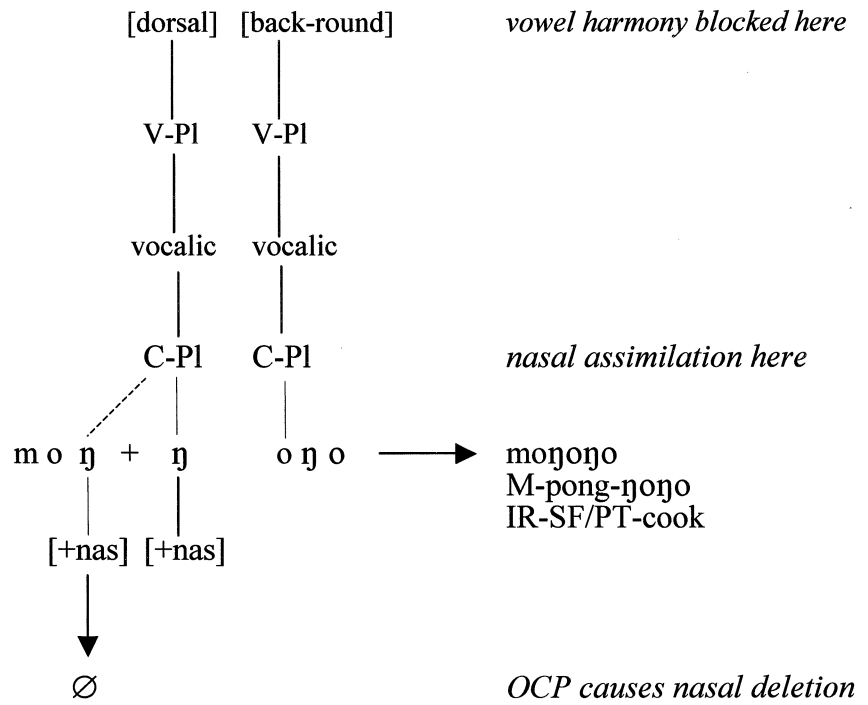 [dorsal] [back-round] vowel harmony blocked here
V-Pl V-Pl
vocalic vocalic
C-Pl C-Pl nasal assimilation here
m o ŋ + ŋ o ŋ o moŋoŋo
M-pong-ŋoŋo
IR-SF/PT-cook
[+nas] [+nas]
∅ OCP causes nasal deletion